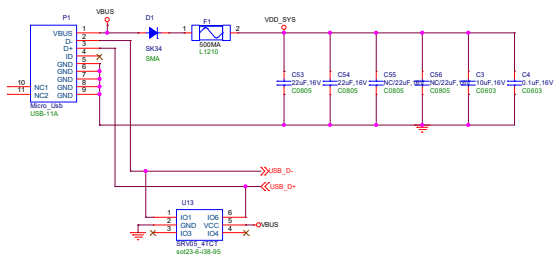 P1
VBUS
D1
F1
VDD_SYS
VBUS 1
D- 2
D+ 3
ID 4
GND 5
GND 6
GND 7
GND 8
GND 9
10 NC1
11 NC2
Micro_Usb
USB-11A
SK34
SMA
1 2
500MA
L1210
C53
22uF,16V
C0805
C54
22uF,16V
C0805
C55
NC/22uF,16V
C0805
C56
NC/22uF,16V
C0805
C3
10uF,16V
C0603
C4
0.1uF,16V
C0603
USB_D-
USB_D+
U13
1 IO1 IO6 6
2 GND VCC 5 VBUS
3 IO3 IO4 4
SRV05_4TCT
sot23-6-i38-95